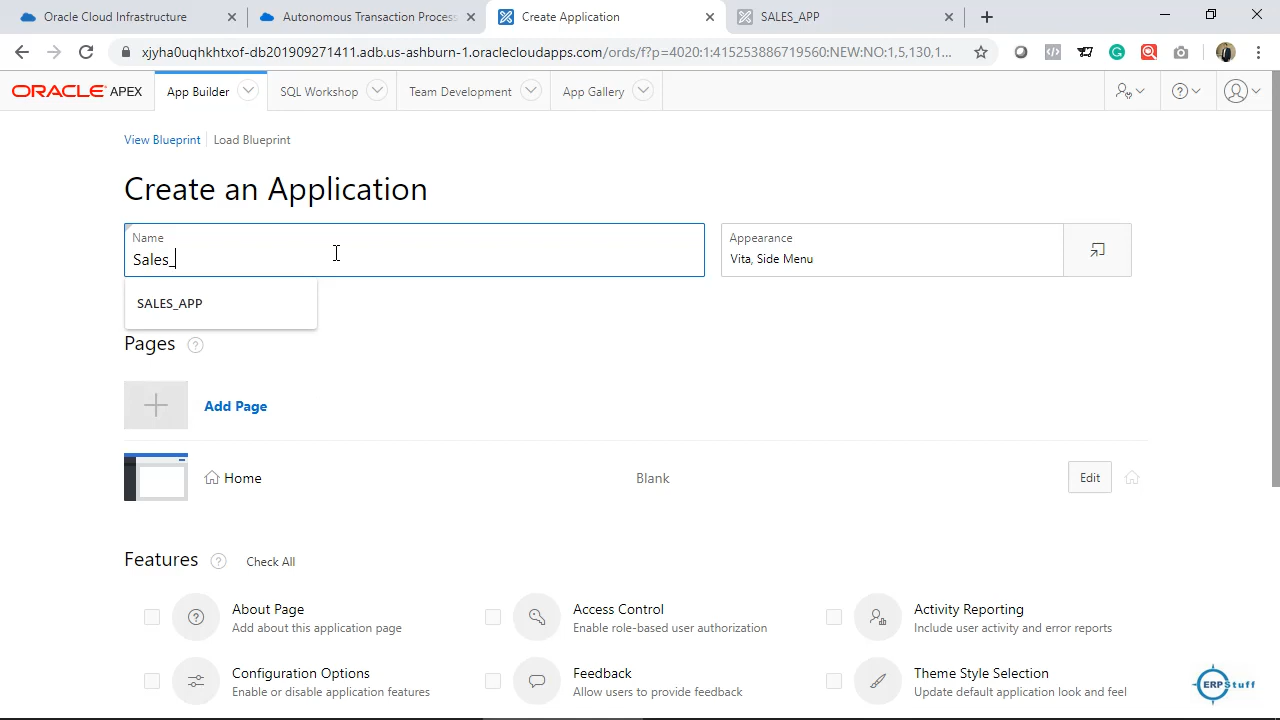 Oracle Cloud Infrastructure
Autonomous Transaction Process
Create Application
SALES_APP
xjyha0uqhkhtxof-db201909271411.adb.us-ashburn-1.oraclecloudapps.com/ords/f?p=4020:1:415253867719560:NEW:NO:1,5,130,1...
ORACLE APEX
App Builder
SQL Workshop
Team Development
App Gallery
View Blueprint
Load Blueprint
Create an Application
Name
Sales_
Appearance
Vita, Side Menu
SALES_APP
Pages
Add Page
Home
Blank
Edit
Features
Check All
About Page
Add about this application page
Access Control
Enable role-based user authorization
Activity Reporting
Include user activity and error reports
Configuration Options
Enable or disable application features
Feedback
Allow users to provide feedback
Theme Style Selection
Update default application look and feel
ERPStuff